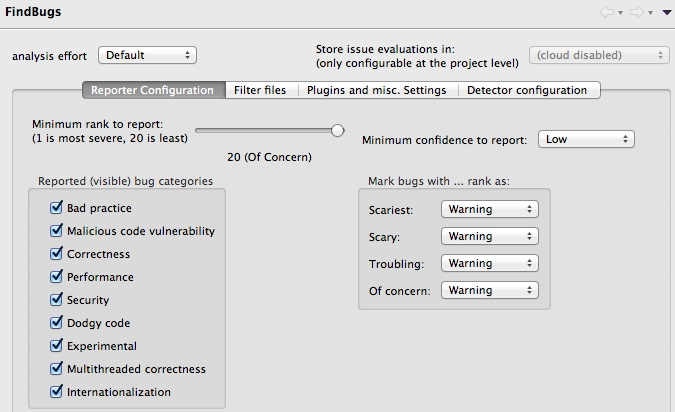 FindBugs
analysis effort
Default
Store issue evaluations in:
(only configurable at the project level)
(cloud disabled)
Reporter Configuration
Filter files
Plugins and misc. Settings
Detector configuration
Minimum rank to report:
(1 is most severe, 20 is least)
20 (Of Concern)
Minimum confidence to report:
Low
Reported (visible) bug categories
Bad practice
Malicious code vulnerability
Correctness
Performance
Security
Dodgy code
Experimental
Multithreaded correctness
Internationalization
Mark bugs with ... rank as:
Scariest:
Warning
Scary:
Warning
Troubling:
Warning
Of concern:
Warning